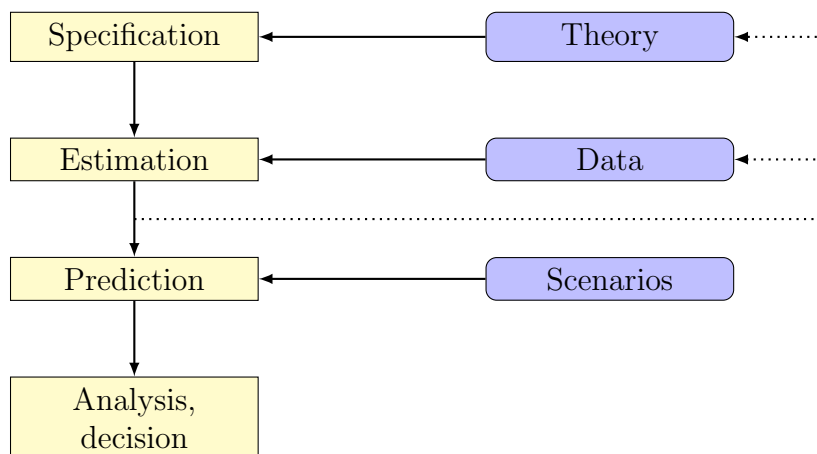 Specification
Theory
Estimation
Data
Prediction
Scenarios
Analysis,
decision